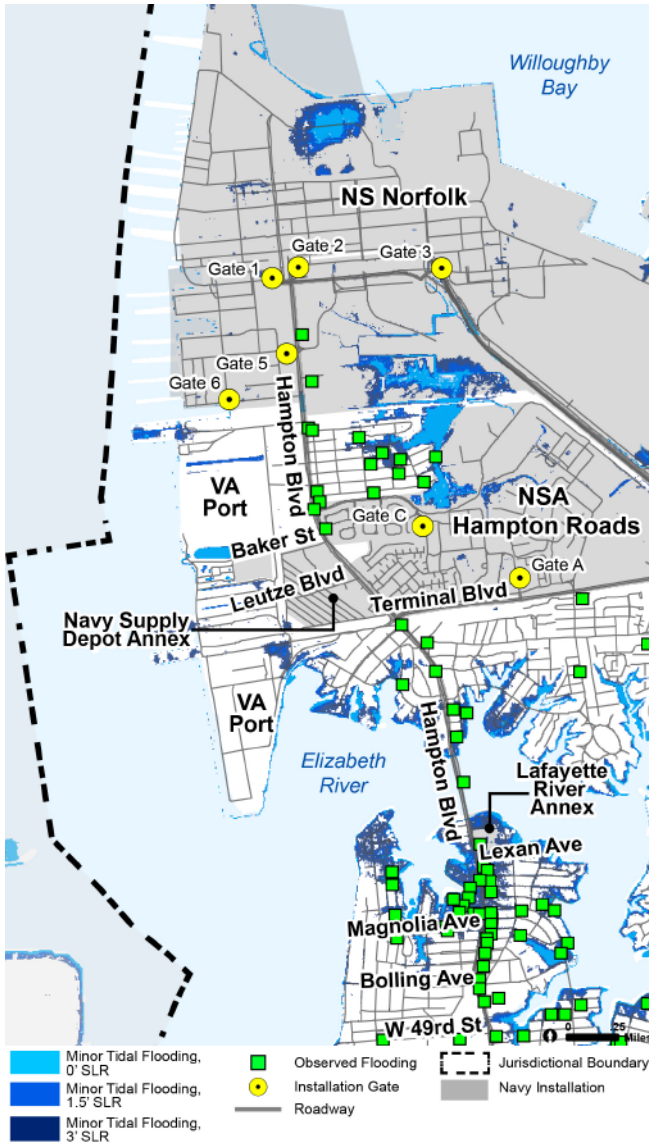 Willoughby
Bay
NS Norfolk
Gate 2
Gate 3
Gate 1
Gate 5
Gate 6
Hampton Blvd
VA
Port
NSA
Hampton Roads
Gate C
Baker St
Gate A
Leutze Blvd
Terminal Blvd
Navy Supply
Depot Annex
VA
Port
Hampton Blvd
Elizabeth
River
Lafayette
River
Annex
Lexan Ave
Magnolia Ave
Bolling Ave
W 49rd St
0 .25
Miles
Minor Tidal Flooding,
0' SLR
Minor Tidal Flooding,
1.5' SLR
Minor Tidal Flooding,
3' SLR
Observed Flooding
Installation Gate
Roadway
Jurisdictional Boundary
Navy Installation